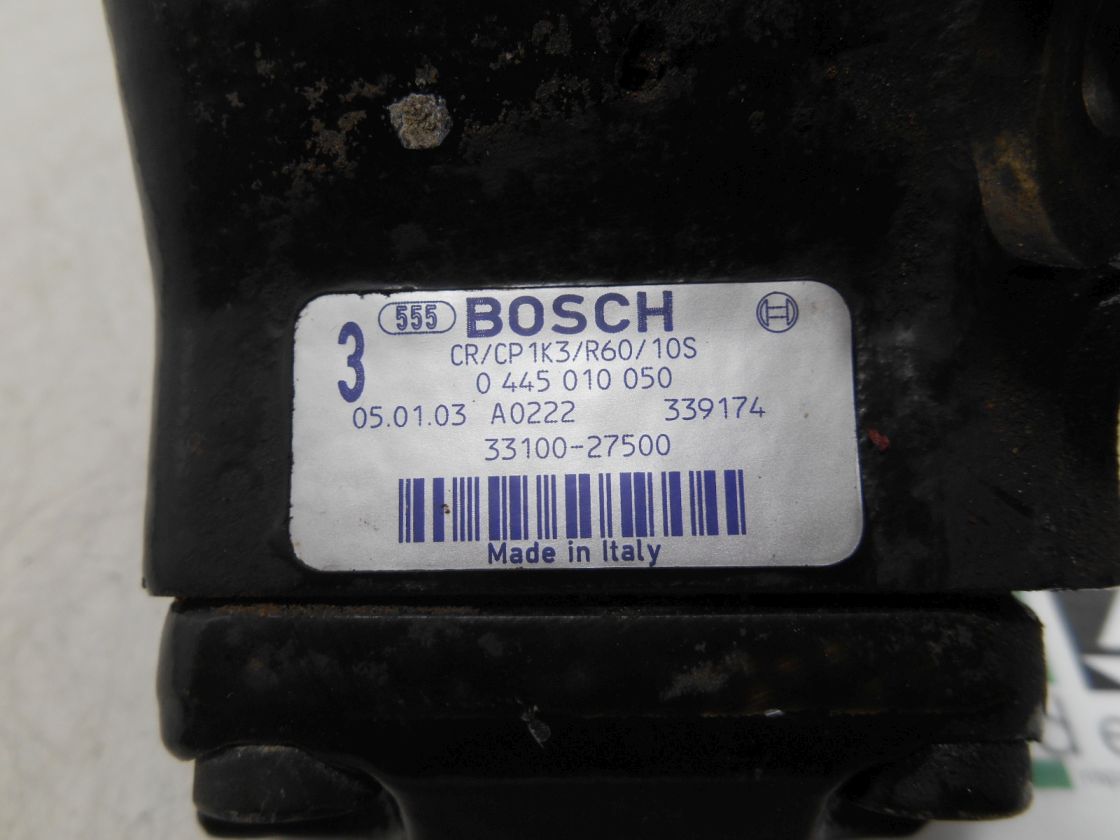 3 555 BOSCH
CR/CP1K3/R60/10S
0 445 010 050
05.01.03 A0222 339174
33100-27500
Made in Italy